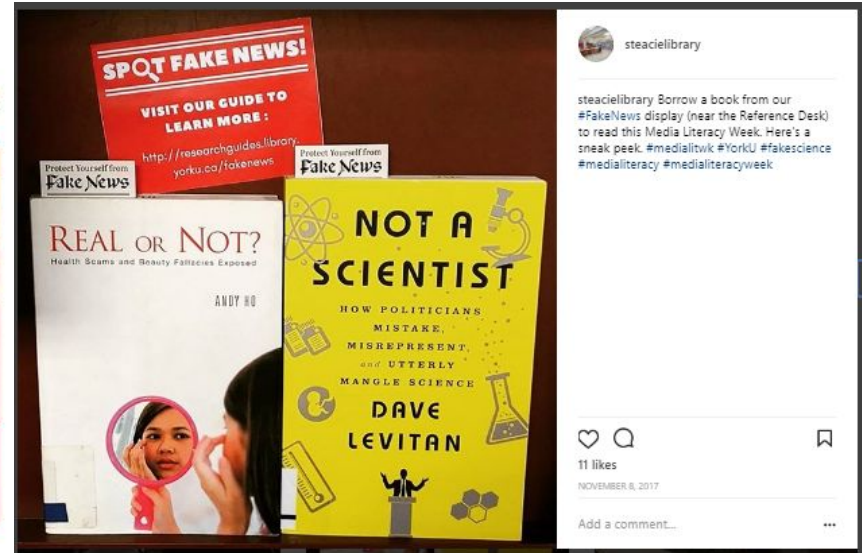 SPOT FAKE NEWS!
VISIT OUR GUIDE TO
LEARN MORE :
http://researchguides.library.
yorku.ca/fakenews
Protect Yourself from
Fake News
Protect Yourself from
Fake News
REAL OR NOT?
Health Scams and Beauty Fallacies Exposed
ANDY HO
NOT A
SCIENTIST
HOW POLITICIANS
MISTAKE,
MISREPRESENT,
and UTTERLY
MANGLE SCIENCE
DAVE
LEVITAN
steacielibrary
steacielibrary Borrow a book from our
#FakeNews display (near the Reference Desk)
to read this Media Literacy Week. Here's a
sneak peek. #medialitwk #YorkU #fakescience
#medialiteracy #medialiteracyweek
11 likes
NOVEMBER 8, 2017
Add a comment...